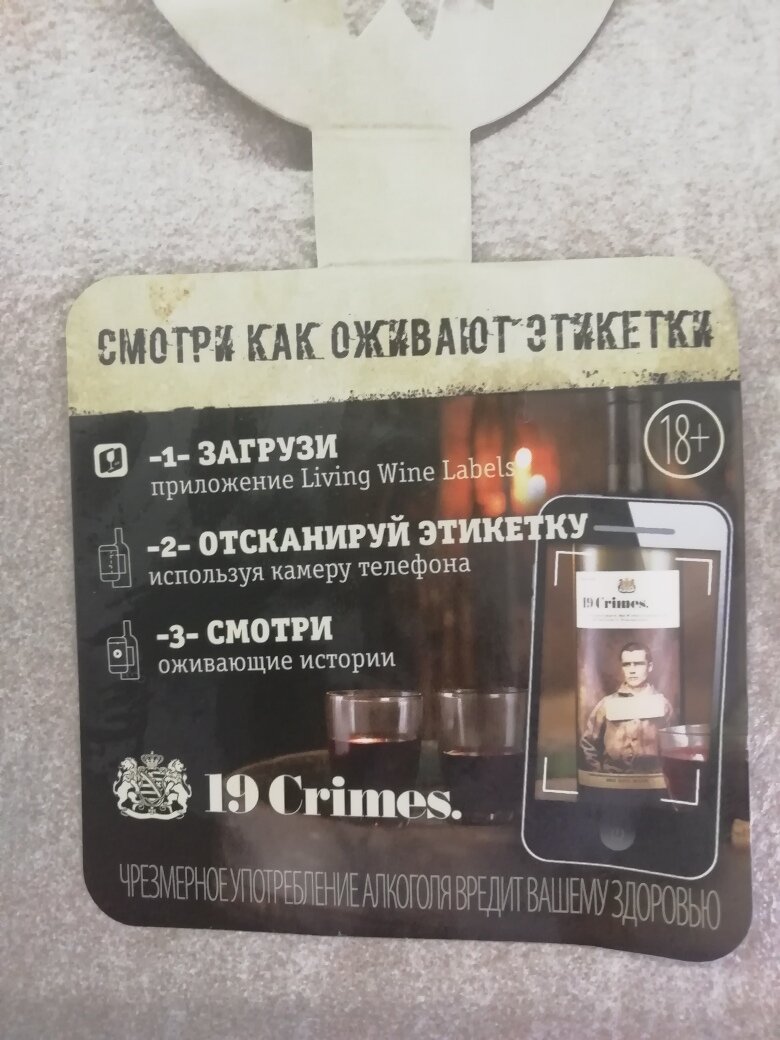 СМОТРИ КАК ОЖИВАЮТ ЭТИКЕТКИ
18+
-1- ЗАГРУЗИ
приложение Living Wine Labels
-2- ОТСКАНИРУЙ ЭТИКЕТКУ
используя камеру телефона
-3- СМОТРИ
оживающие истории
19 Crimes.
19 Crimes.
ЧРЕЗМЕРНОЕ УПОТРЕБЛЕНИЕ АЛКОГОЛЯ ВРЕДИТ ВАШЕМУ ЗДОРОВЬЮ